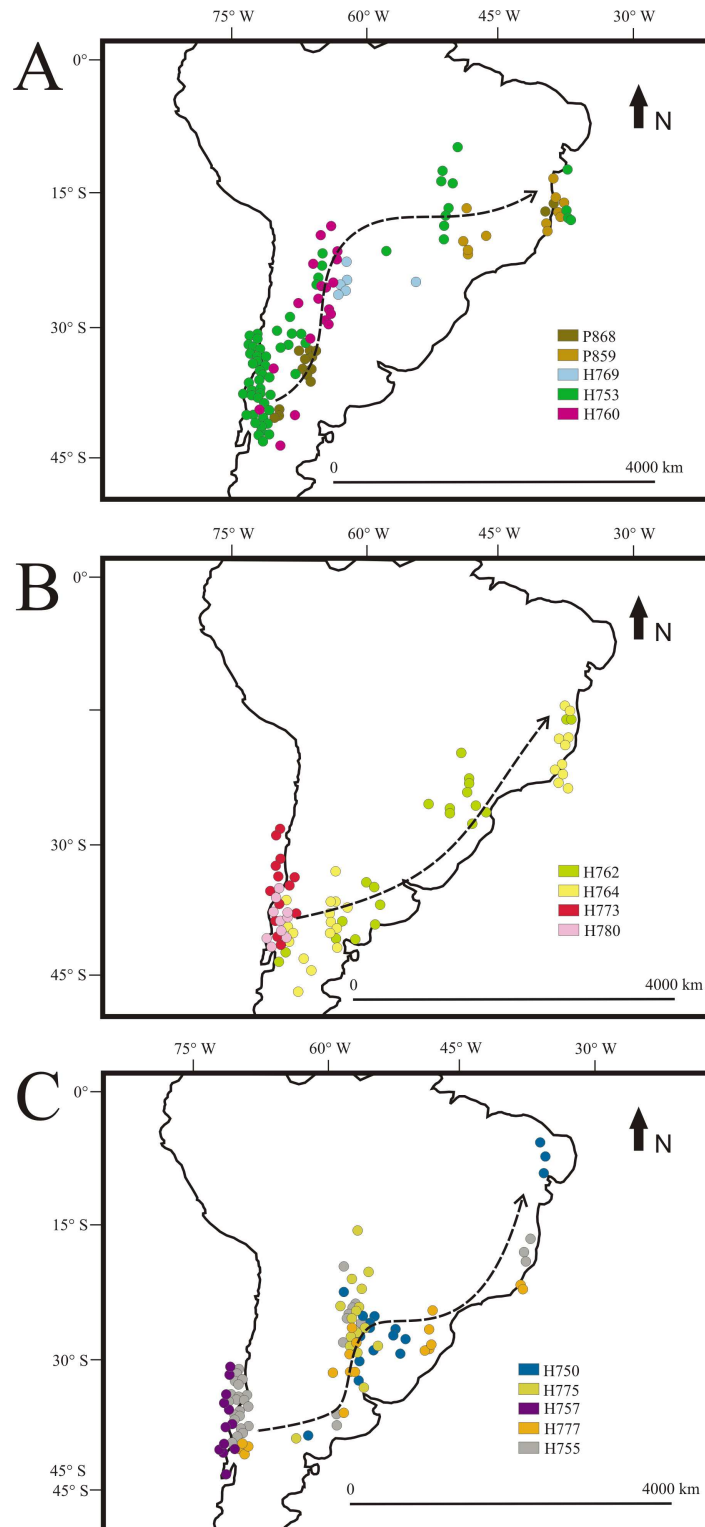 75° W 60° W 45° W 30° W
A
0°
N
15° S
30° S
P868
P859
H769
H753
H760
45° S
0 4000 km
75° W 60° W 45° W 30° W
B
0°
N
30° S
H762
H764
H773
H780
45° S
0 4000 km
75° W 60° W 45° W 30° W
C
0°
N
15° S
30° S
H750
H775
H757
H777
H755
45° S
45° S
0 4000 km